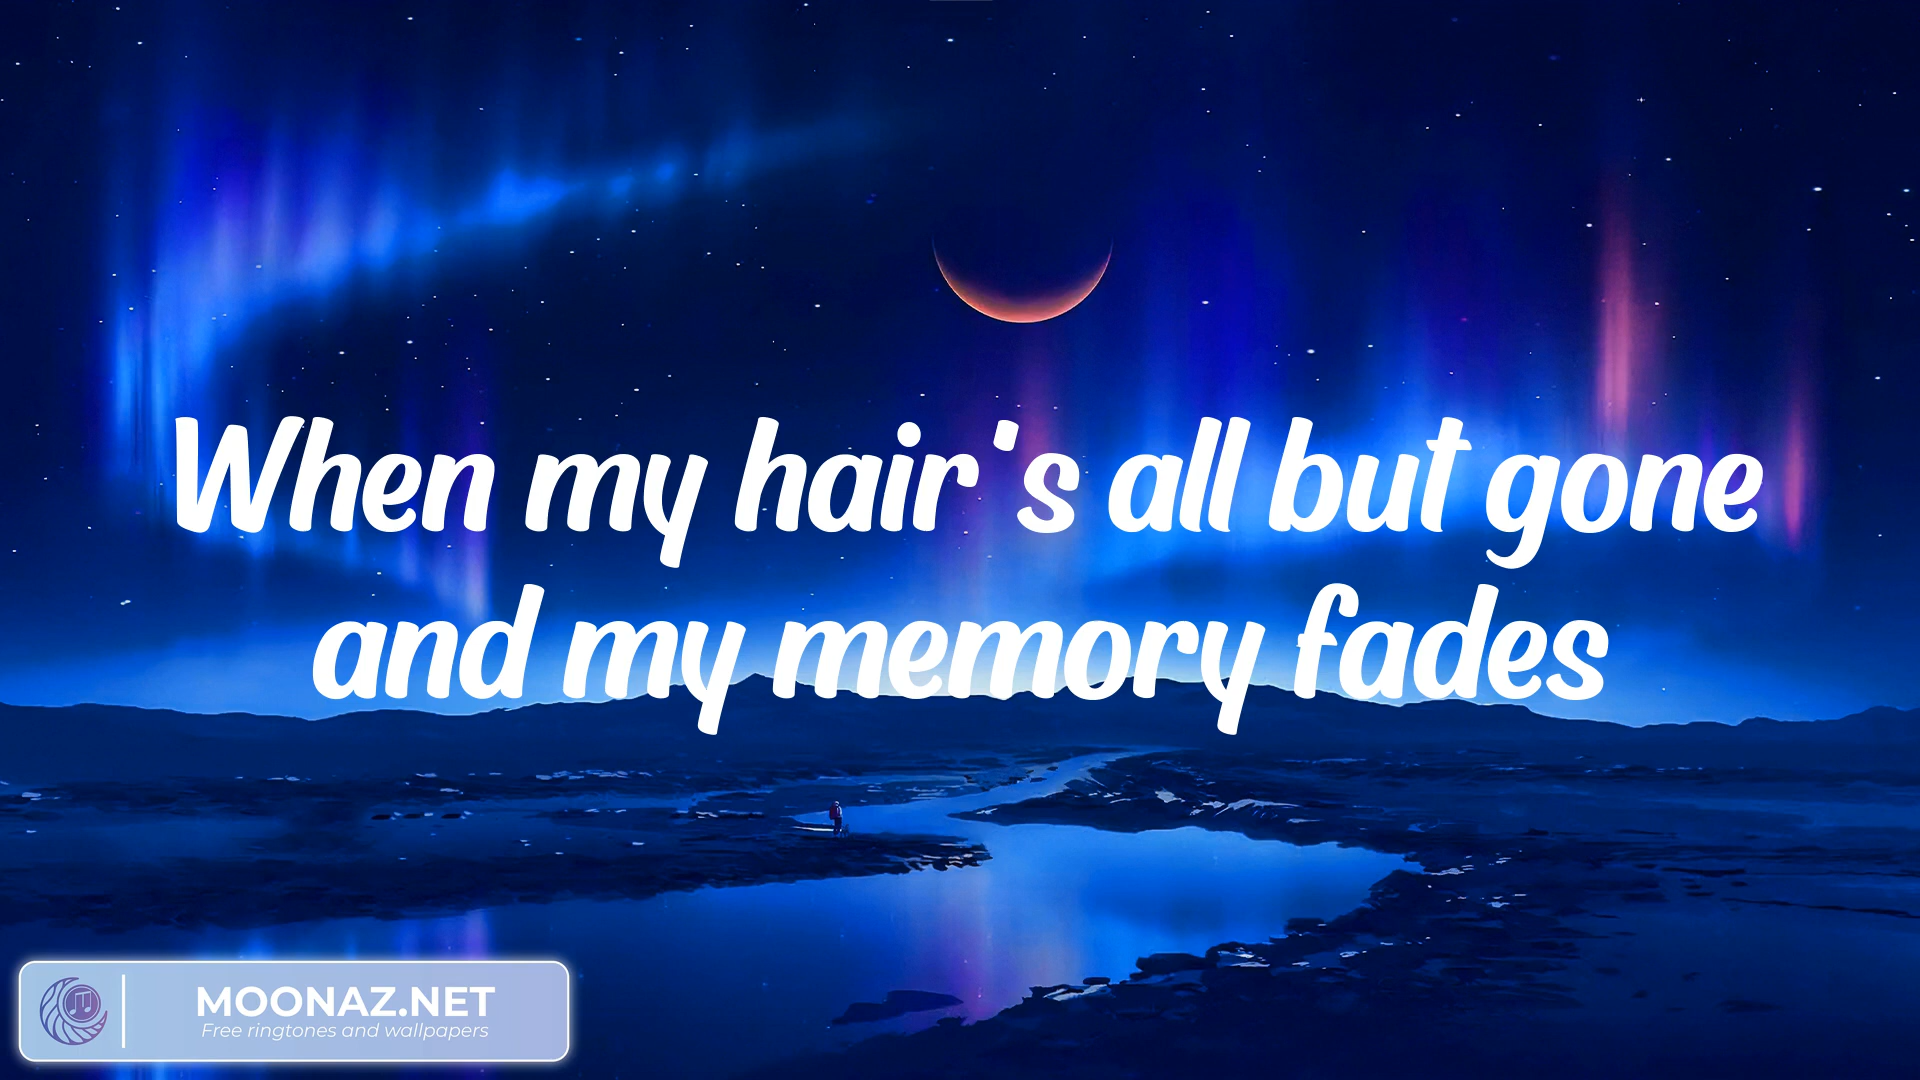 When my hair's all but gone
and my memory fades
MOONAZ.NET
Free ringtones and wallpapers